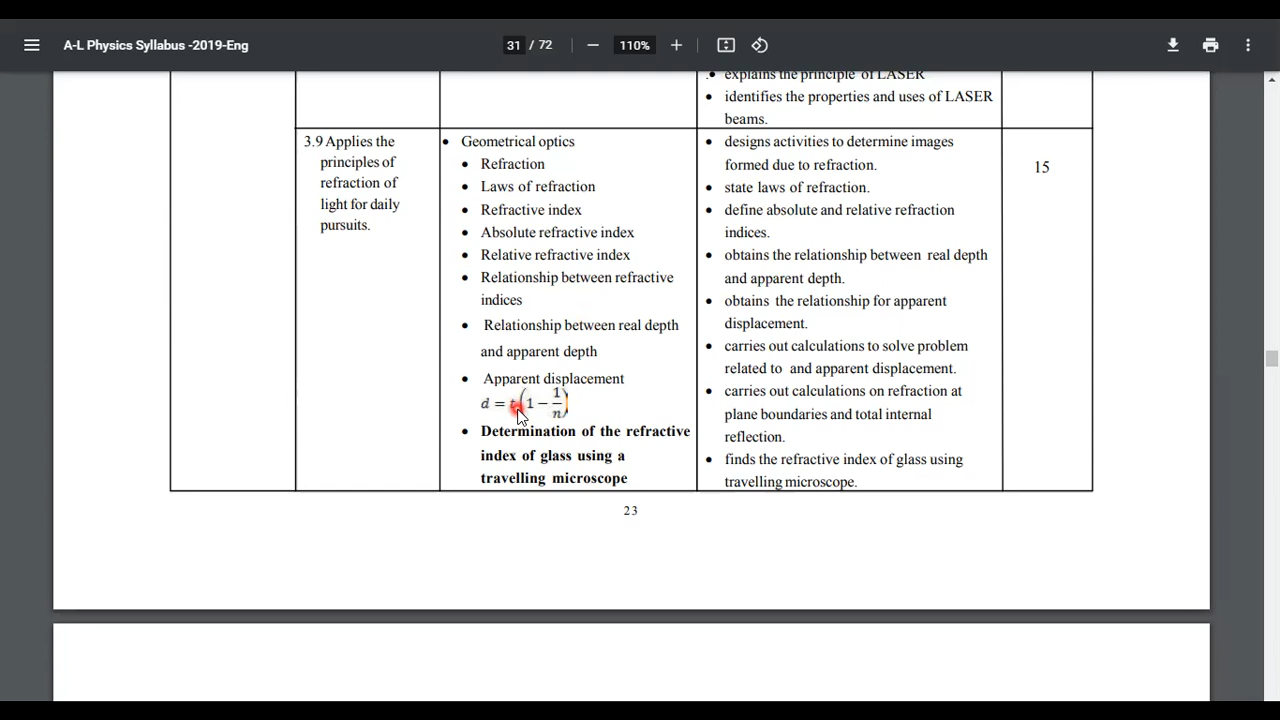 A-L Physics Syllabus -2019-Eng
31 / 72
110%
explains the principle of LASER
identifies the properties and uses of LASER
beams.
3.9 Applies the
principles of
refraction of
light for daily
pursuits.
• Geometrical optics
• Refraction
• Laws of refraction
• Refractive index
• Absolute refractive index
• Relative refractive index
• Relationship between refractive
indices
• Relationship between real depth
and apparent depth
• Apparent displacement
d = t(1 − 1/n)
• Determination of the refractive
index of glass using a
travelling microscope
• designs activities to determine images
formed due to refraction.
• state laws of refraction.
• define absolute and relative refraction
indices.
• obtains the relationship between real depth
and apparent depth.
• obtains the relationship for apparent
displacement.
• carries out calculations to solve problem
related to and apparent displacement.
• carries out calculations on refraction at
plane boundaries and total internal
reflection.
• finds the refractive index of glass using
travelling microscope.
15
23